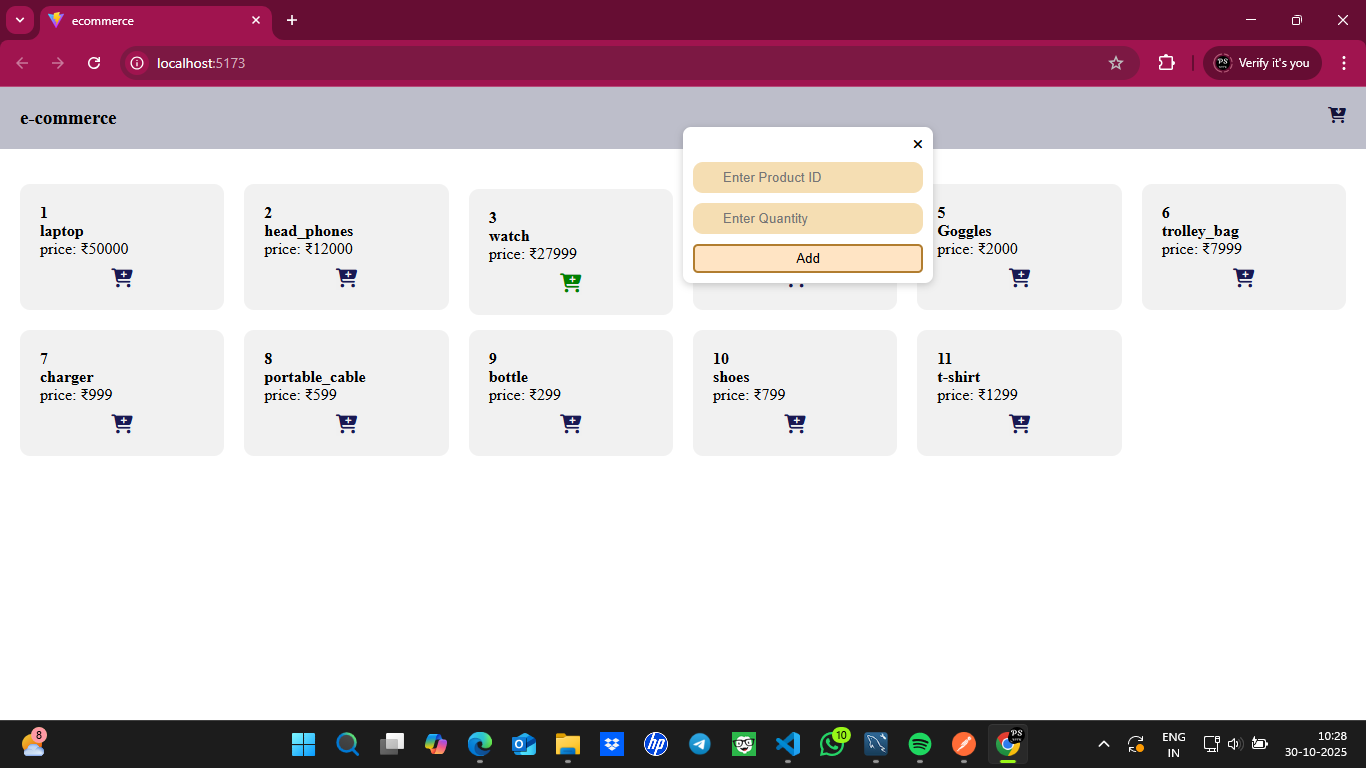 ecommerce
localhost:5173
PS
Verify it's you
e-commerce
Enter Product ID
Enter Quantity
Add
1
laptop
price: ₹50000
2
head_phones
price: ₹12000
3
watch
price: ₹27999
5
Goggles
price: ₹2000
6
trolley_bag
price: ₹7999
7
charger
price: ₹999
8
portable_cable
price: ₹599
9
bottle
price: ₹299
10
shoes
price: ₹799
11
t-shirt
price: ₹1299
8
hp
10
PS
ENG
IN
10:28
30-10-2025